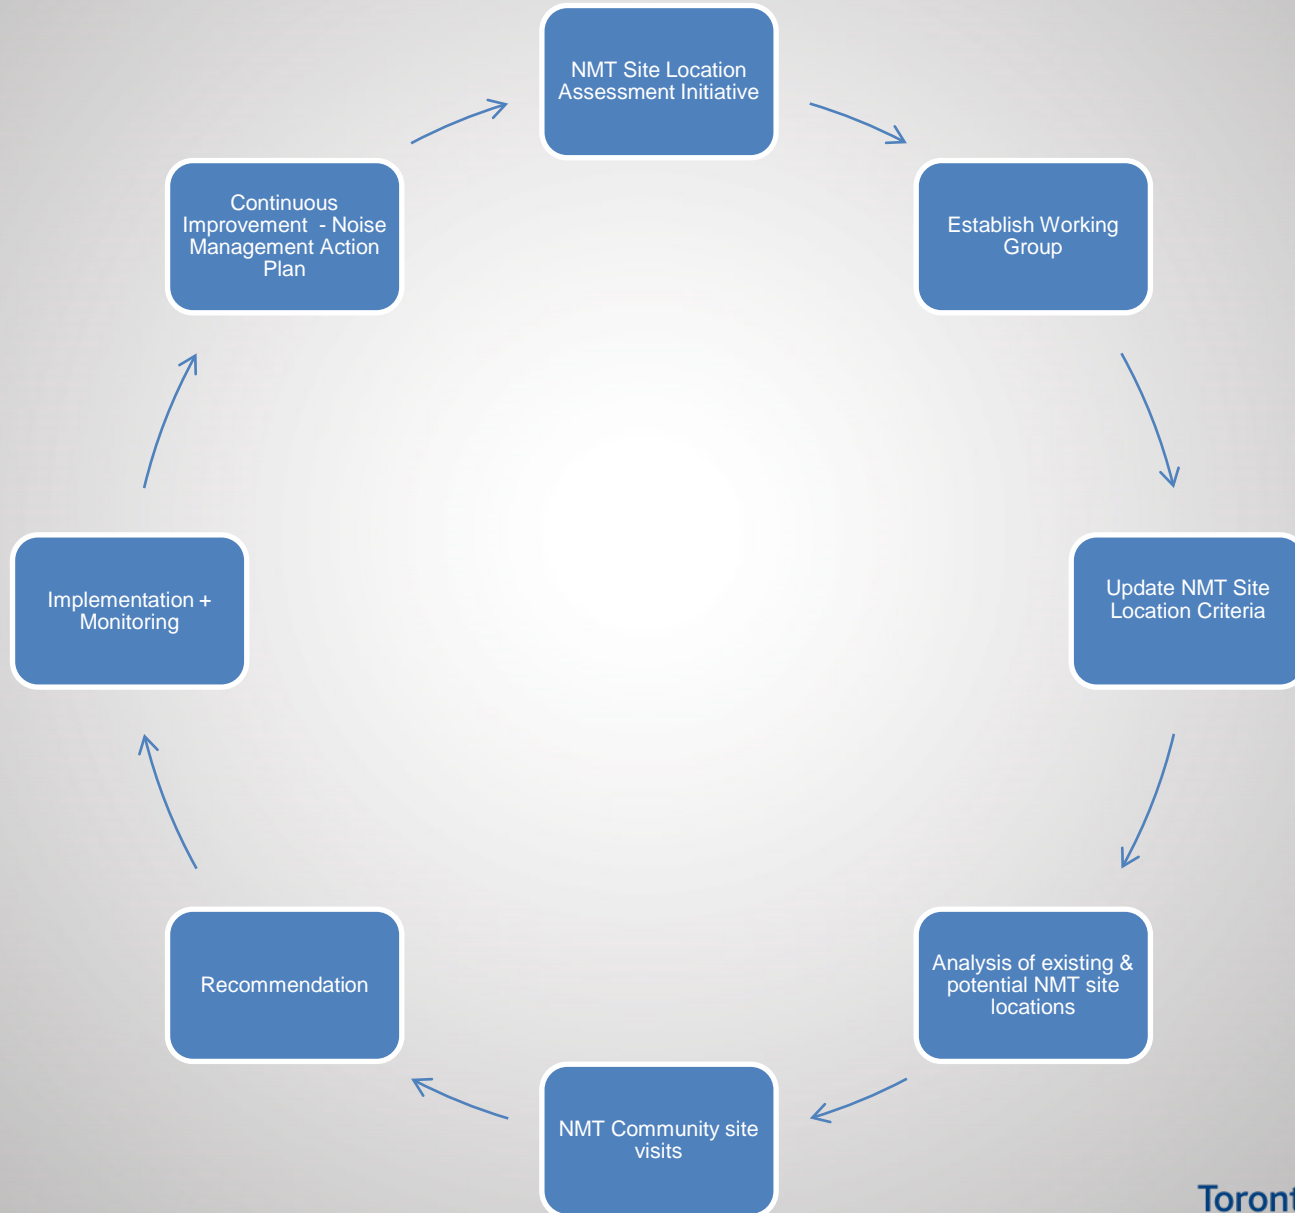 NMT Site Location
Assessment Initiative
Establish Working
Group
Update NMT Site
Location Criteria
Analysis of existing &
potential NMT site
locations
NMT Community site
visits
Recommendation
Implementation +
Monitoring
Continuous
Improvement - Noise
Management Action
Plan
Toront